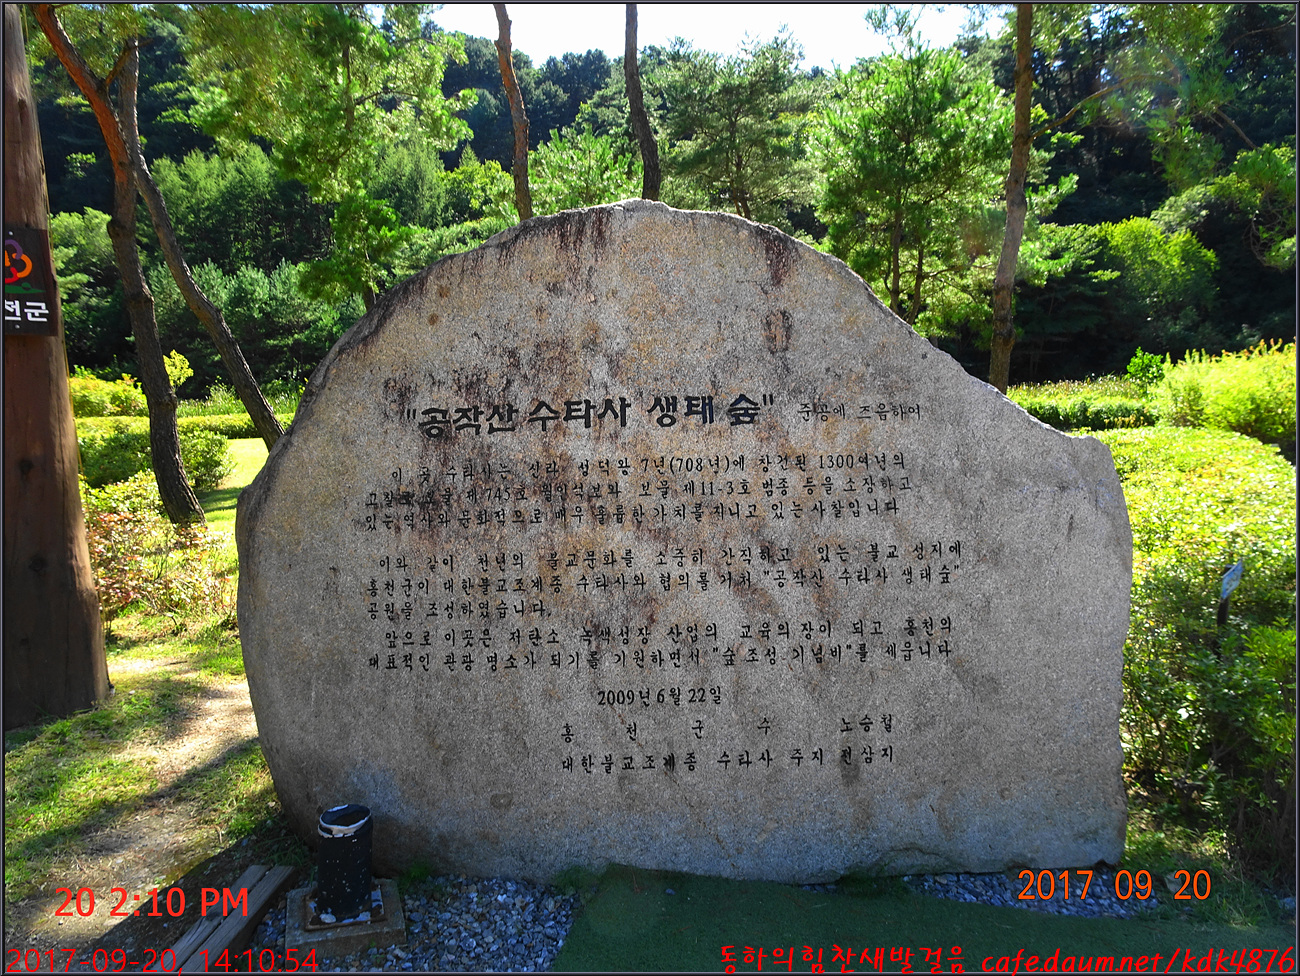 천군
"공작산 수타사 생태숲" 준공에 즈음하여
이 곳 수타사는 신라 성덕왕 7년(708년)에 창건된 1300여년의
고찰로 보물 제745호 월인석보와 보물 제11-3호 범종 등을 소장하고
있는 역사와 문화적으로 매우 훌륭한 가치를 지니고 있는 사찰입니다
이와 같이 천년의 불교문화를 소중히 간직하고 있는 불교 성지에
홍천군이 대한불교조계종 수타사와 협의를 거쳐 "공작산 수타사 생태숲"
공원을 조성하였습니다.
앞으로 이곳은 저탄소 녹색성장 산업의 교육의 장이 되고 홍천의
대표적인 관광 명소가 되기를 기원하면서 "숲 조성 기념비"를 세웁니다
2009년 6월 22일
홍 천 군 수 노승철
대한불교조계종 수타사 주지 전삼지
20 2:10 PM
2017 09 20
2017-09-20, 14:10:54
동하의힘찬새발걸음 cafe.daum.net/kdk4876